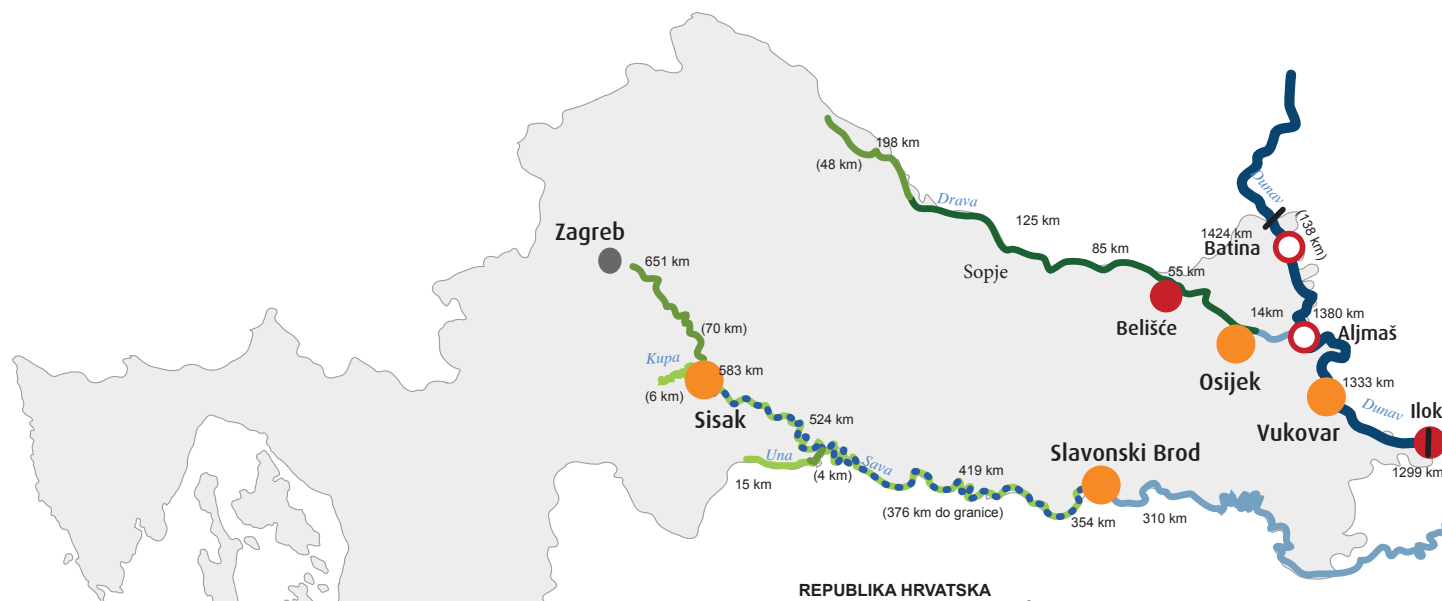 198 km
(48 km)
Drava
125 km
Sopje
85 km
55 km
Belišće
14km
Osijek
Dunav
1424 km
Batina
(138 km)
1380 km
Aljmaš
1333 km
Vukovar
Dunav
Ilok
1299 km
Zagreb
651 km
(70 km)
Kupa
(6 km)
583 km
Sisak
524 km
Una
15 km
(4 km)
Sava
419 km
(376 km do granice)
Slavonski Brod
354 km
310 km
REPUBLIKA HRVATSKA